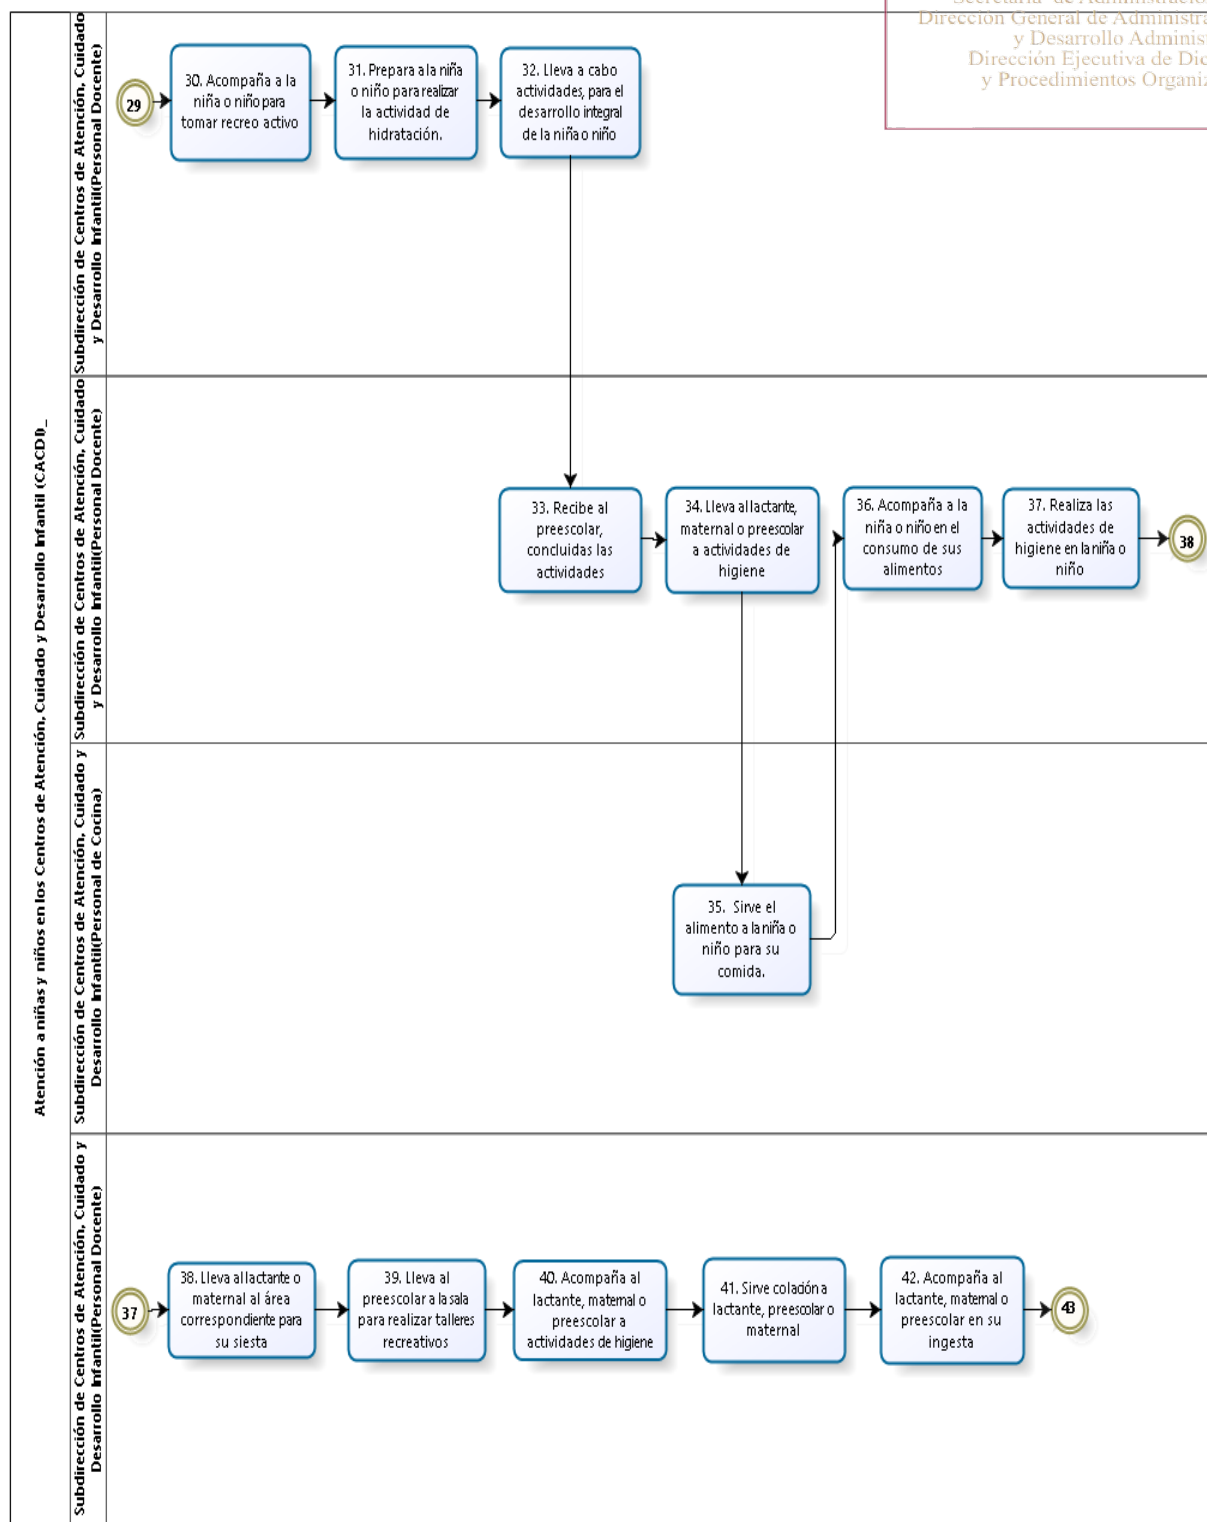 Dirección General de Administra
y Desarrollo Adminis
Dirección Ejecutiva de Dic
y Procedimientos Organiz
Atención a niñas y niños en los Centros de Atención, Cuidado y Desarrollo Infantil (CACDI)_
Subdirección de Centros de Atención, Cuidado
y Desarrollo Infantil(Personal Docente)
29
30. Acompaña a la
niña o niño para
tomar recreo activo
31. Prepara a la niña
o niño para realizar
la actividad de
hidratación.
32. Lleva a cabo
actividades, para el
desarrollo integral
de la niña o niño
Subdirección de Centros de Atención, Cuidado
y Desarrollo Infantil(Personal Docente)
33. Recibe al
preescolar,
concluidas las
actividades
34. Lleva al lactante,
maternal o preescolar
a actividades de
higiene
36. Acompaña a la
niña o niño en el
consumo de sus
alimentos
37. Realiza las
actividades de
higiene en la niña o
niño
38
Subdirección de Centros de Atención, Cuidado y
Desarrollo Infantil(Personal de Cocina)
35. Sirve el
alimento a la niña o
niño para su
comida.
Subdirección de Centros de Atención, Cuidado y
Desarrollo Infantil(Personal Docente)
37
38. Lleva al lactante o
maternal al área
correspondiente para
su siesta
39. Lleva al
preescolar a la sala
para realizar talleres
recreativos
40. Acompaña al
lactante, maternal o
preescolar a
actividades de higiene
41. Sirve colación a
lactante, preescolar o
maternal
42. Acompaña al
lactante, maternal o
preescolar en su
ingesta
43